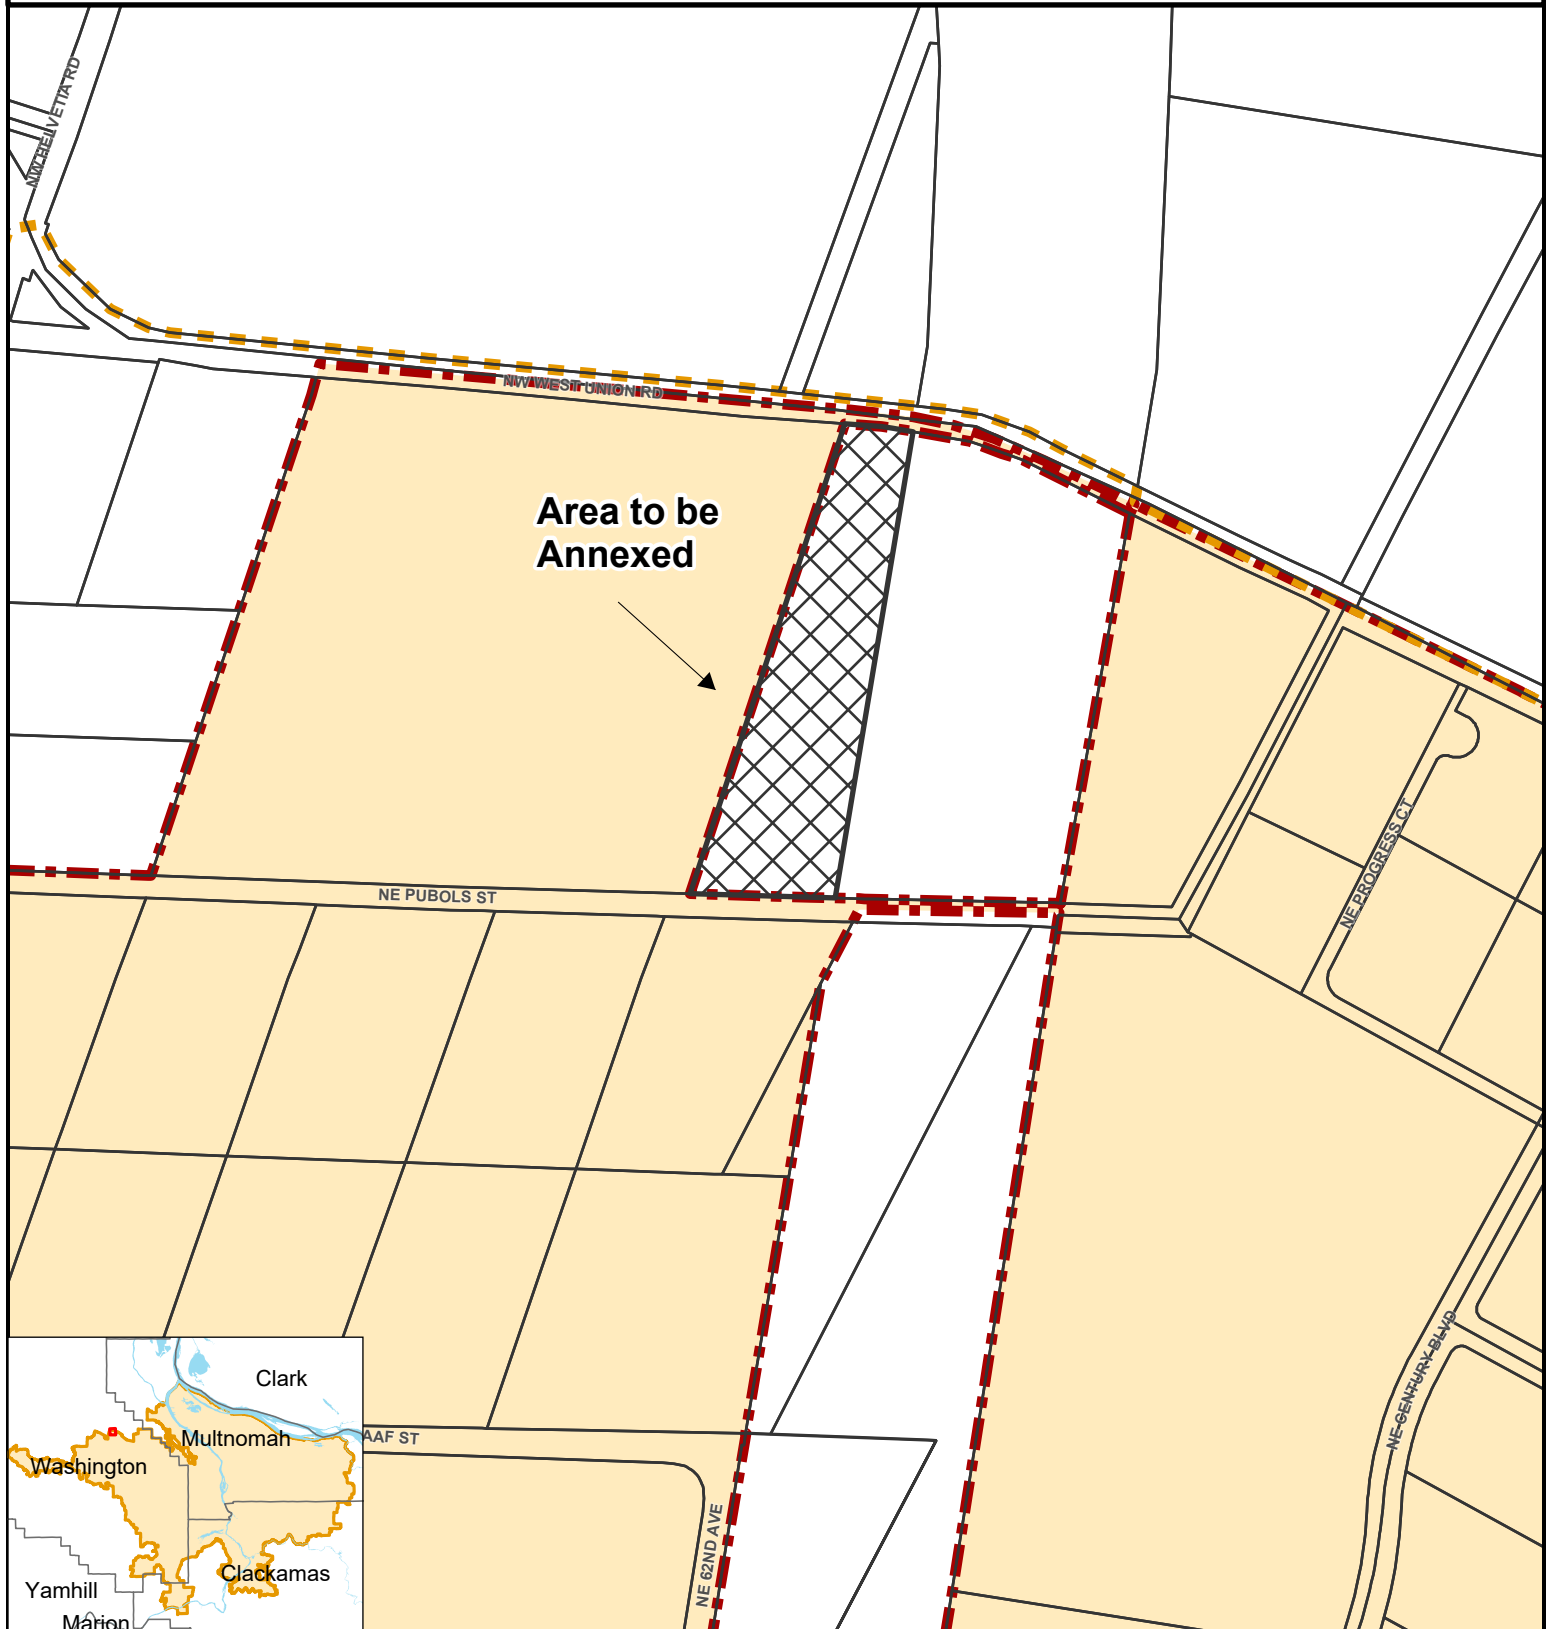 NW HELVETIA RD
NW WEST UNION RD
Area to be
Annexed
NE PROGRESS CT
NE PUBOLS ST
NE CENTURY BLVD
AAF ST
NE 62ND AVE
Clark
Multnomah
Washington
Clackamas
Yamhill
Marion